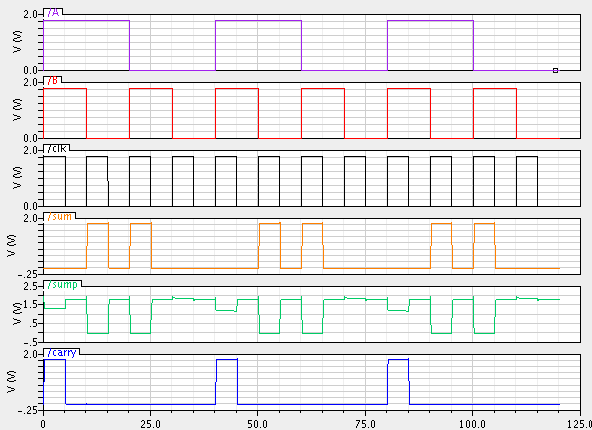 /A
2.0
V (V)
0.0
/B
2.0
V (V)
0.0
/clk
2.0
V (V)
0.0
/sum
2.0
V (V)
-.25
/sump
2.5
1.5
V (V)
.5
-.5
/carry
2.0
V (V)
-.25
0 25.0 50.0 75.0 100.0 125.0